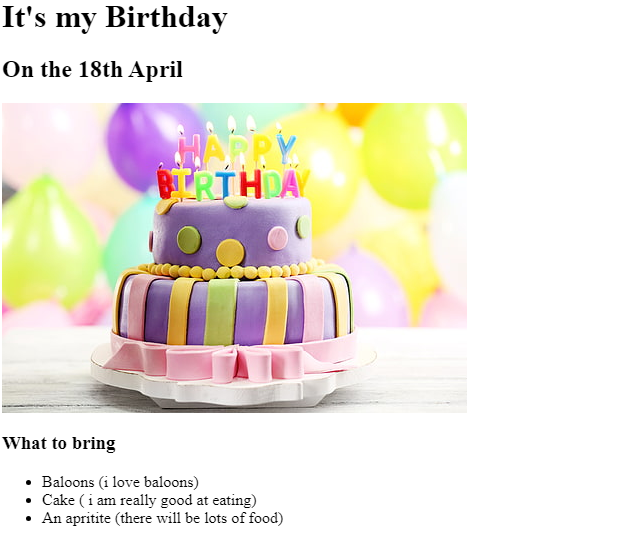 It's my Birthday
On the 18th April
HAPPY
BIRTHDAY
What to bring
Baloons (i love baloons)
Cake ( i am really good at eating)
An apritite (there will be lots of food)